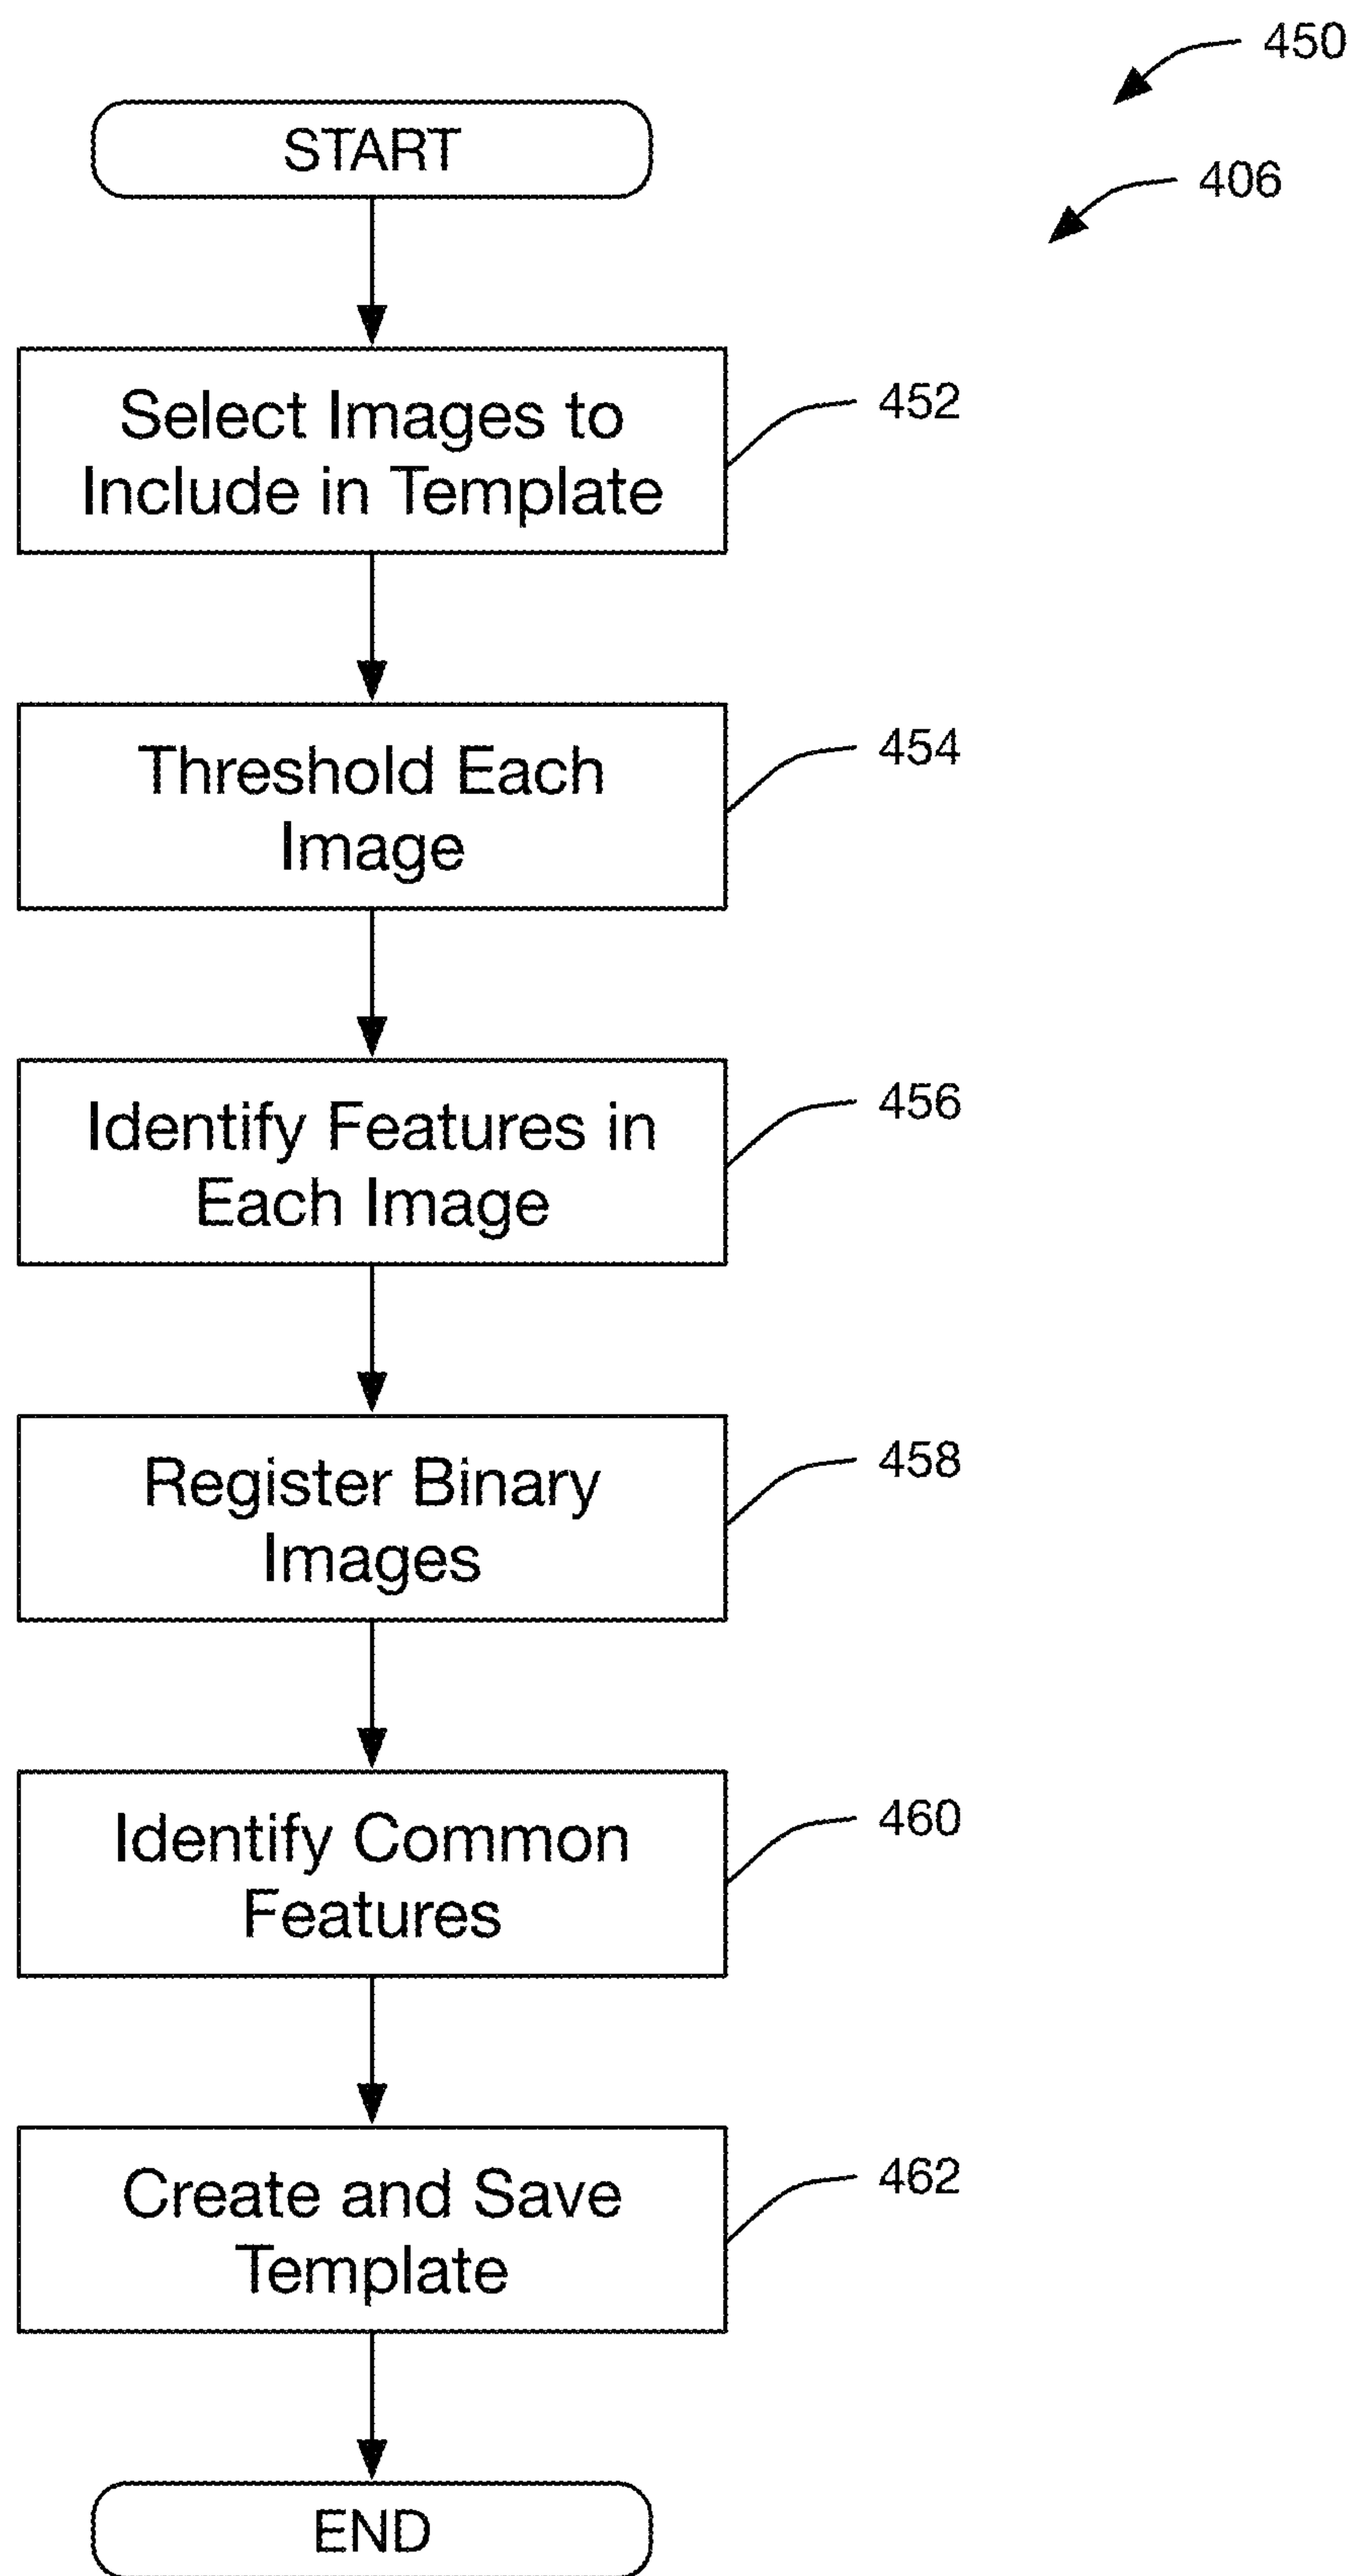 450
START
406
Select Images to
Include in Template
452
Threshold Each
Image
454
Identify Features in
Each Image
456
Register Binary
Images
458
Identify Common
Features
460
Create and Save
Template
462
END